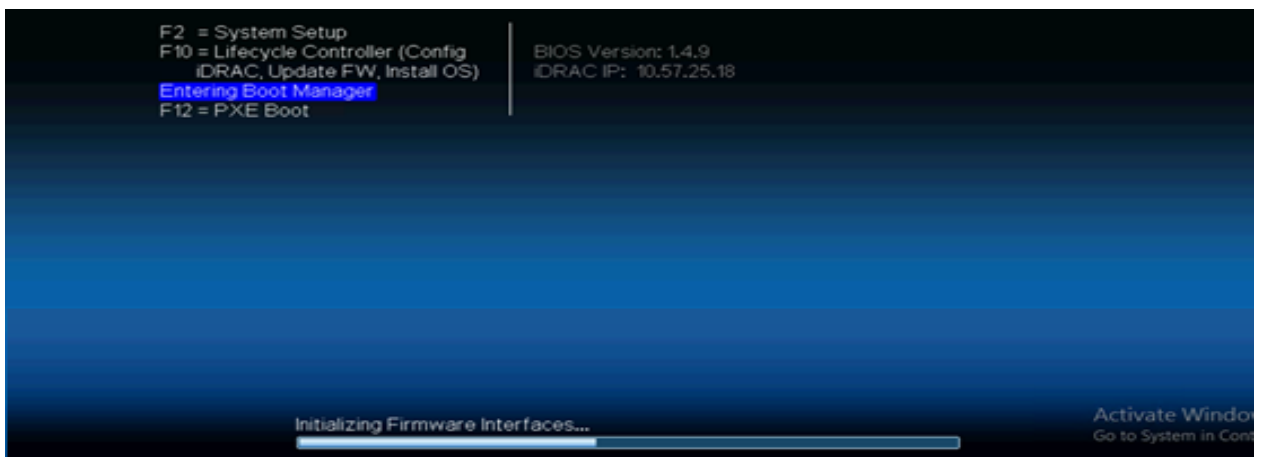 F2 = System Setup
F10 = Lifecycle Controller (Config
iDRAC, Update FW, Install OS)
Entering Boot Manager
F12 = PXE Boot
BIOS Version: 1.4.9
iDRAC IP: 10.57.25.18
Initializing Firmware Interfaces...
Activate Windo
Go to System in Cont